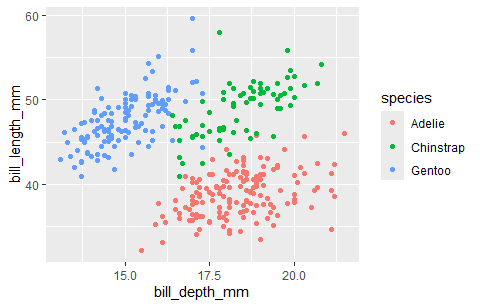 60
50
40
bill_length_mm
15.0
17.5
20.0
bill_depth_mm
species
Adelie
Chinstrap
Gentoo